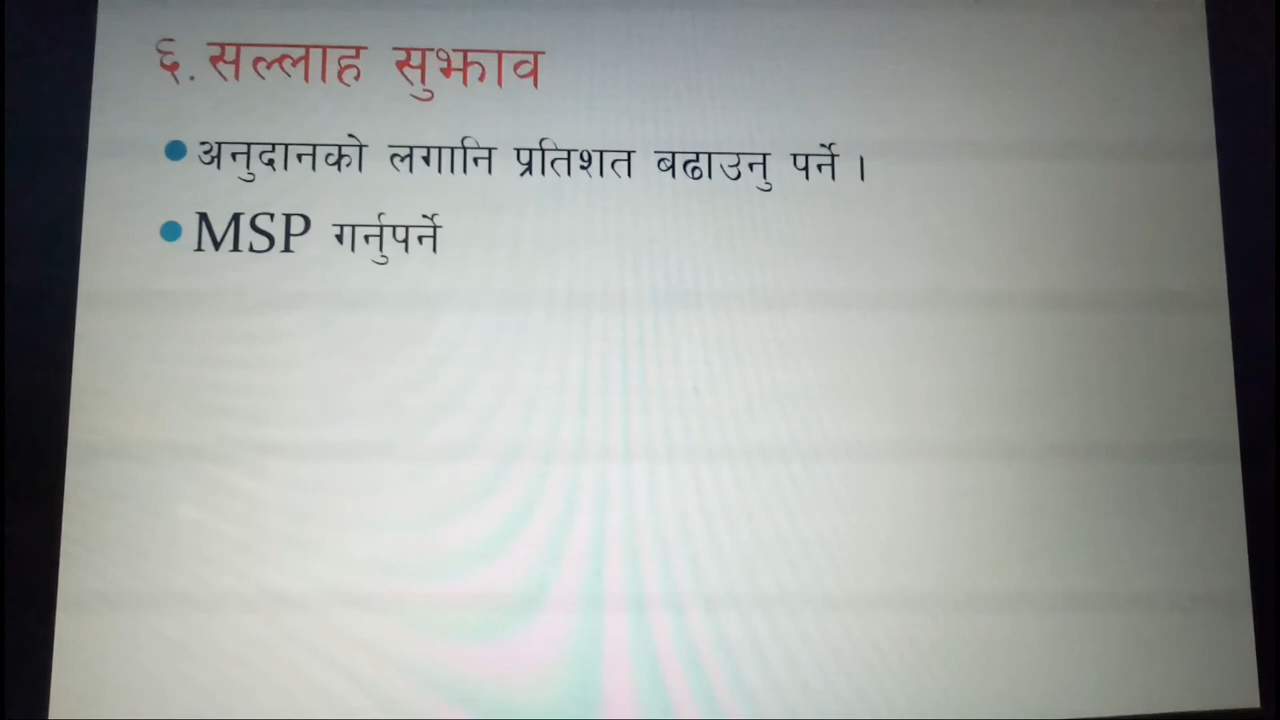 ६. सल्लाह सुझाव
• अनुदानको लगानि प्रतिशत बढाउनु पर्ने ।
• MSP गर्नुपर्ने